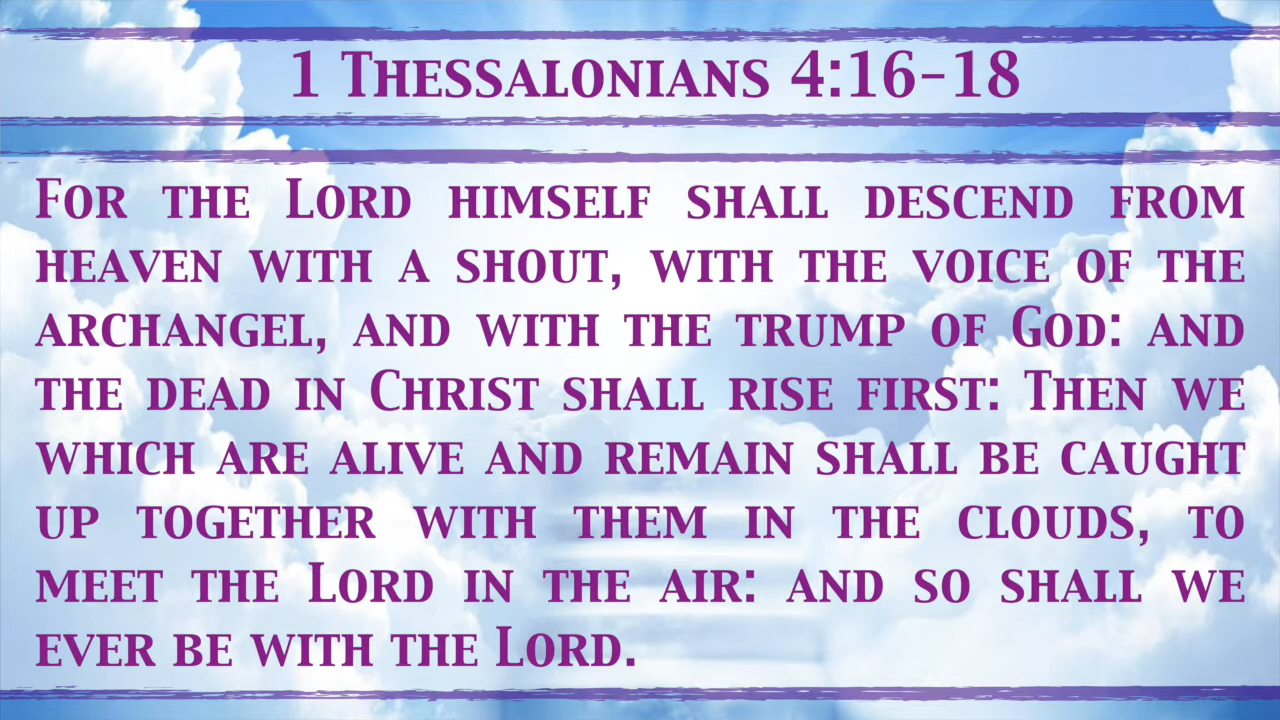 1 Thessalonians 4:16-18
For the Lord himself shall descend from
heaven with a shout, with the voice of the
archangel, and with the trump of God: and
the dead in Christ shall rise first: Then we
which are alive and remain shall be caught
up together with them in the clouds, to
meet the Lord in the air: and so shall we
ever be with the Lord.